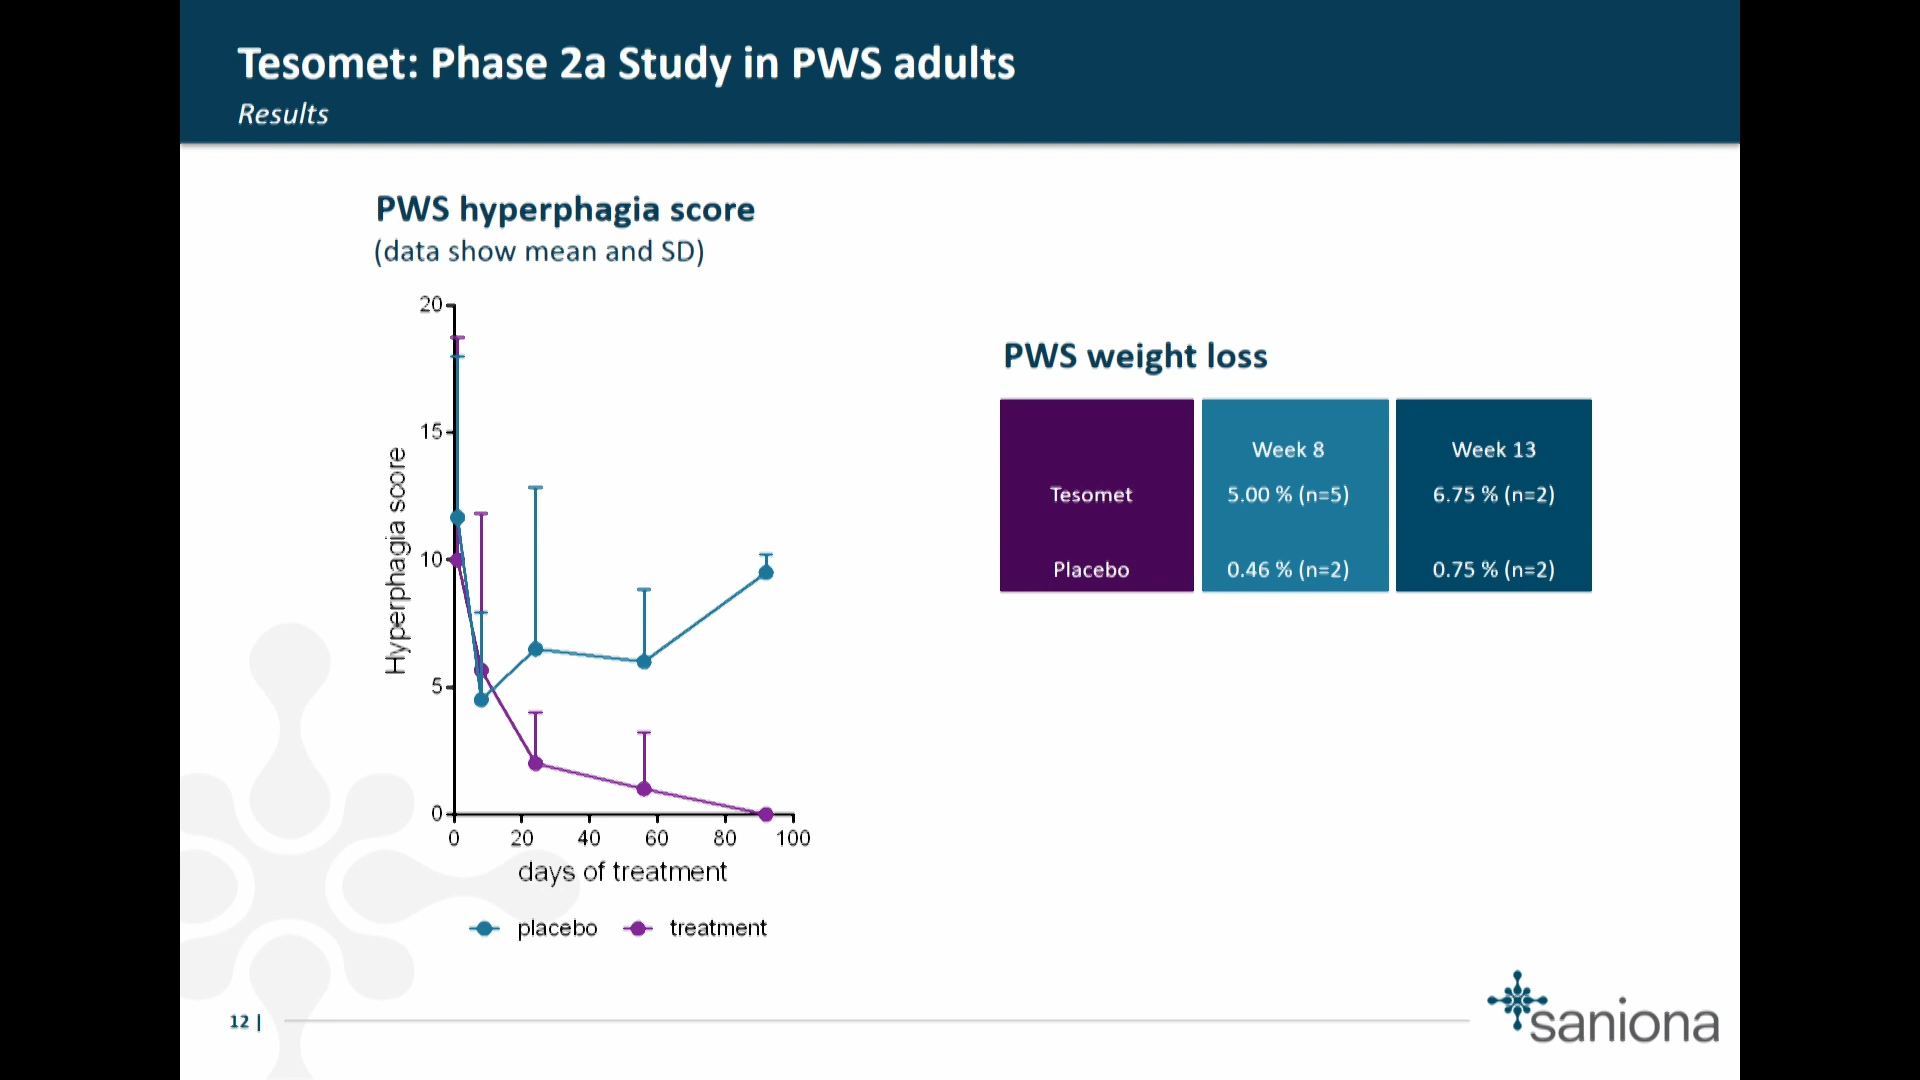 Tesomet: Phase 2a Study in PWS adults
Results
PWS hyperphagia score
(data show mean and SD)
20
15
10
5
0
Hyperphagia score
0 20 40 60 80 100
days of treatment
placebo treatment
PWS weight loss
Week 8 Week 13
Tesomet 5.00 % (n=5) 6.75 % (n=2)
Placebo 0.46 % (n=2) 0.75 % (n=2)
12 |
saniona